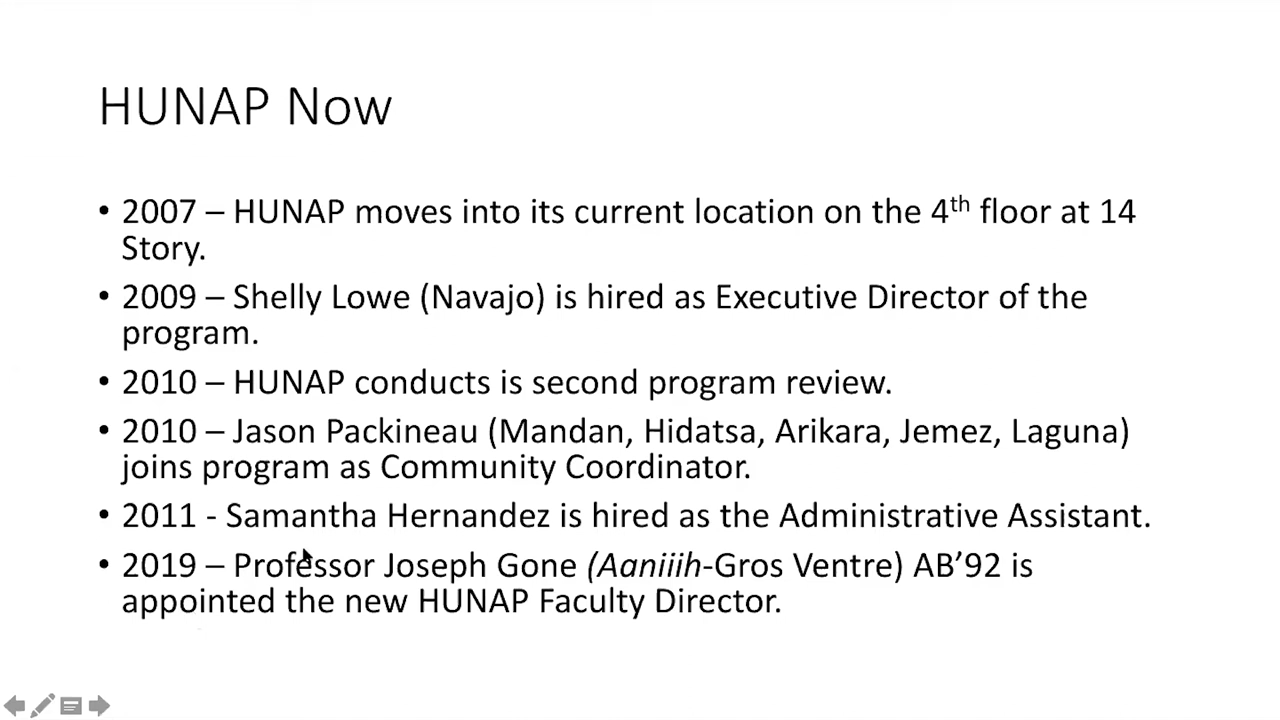 HUNAP Now
• 2007 – HUNAP moves into its current location on the 4th floor at 14
Story.
• 2009 – Shelly Lowe (Navajo) is hired as Executive Director of the
program.
• 2010 – HUNAP conducts is second program review.
• 2010 – Jason Packineau (Mandan, Hidatsa, Arikara, Jemez, Laguna)
joins program as Community Coordinator.
• 2011 - Samantha Hernandez is hired as the Administrative Assistant.
• 2019 – Professor Joseph Gone (Aaniiih-Gros Ventre) AB’92 is
appointed the new HUNAP Faculty Director.